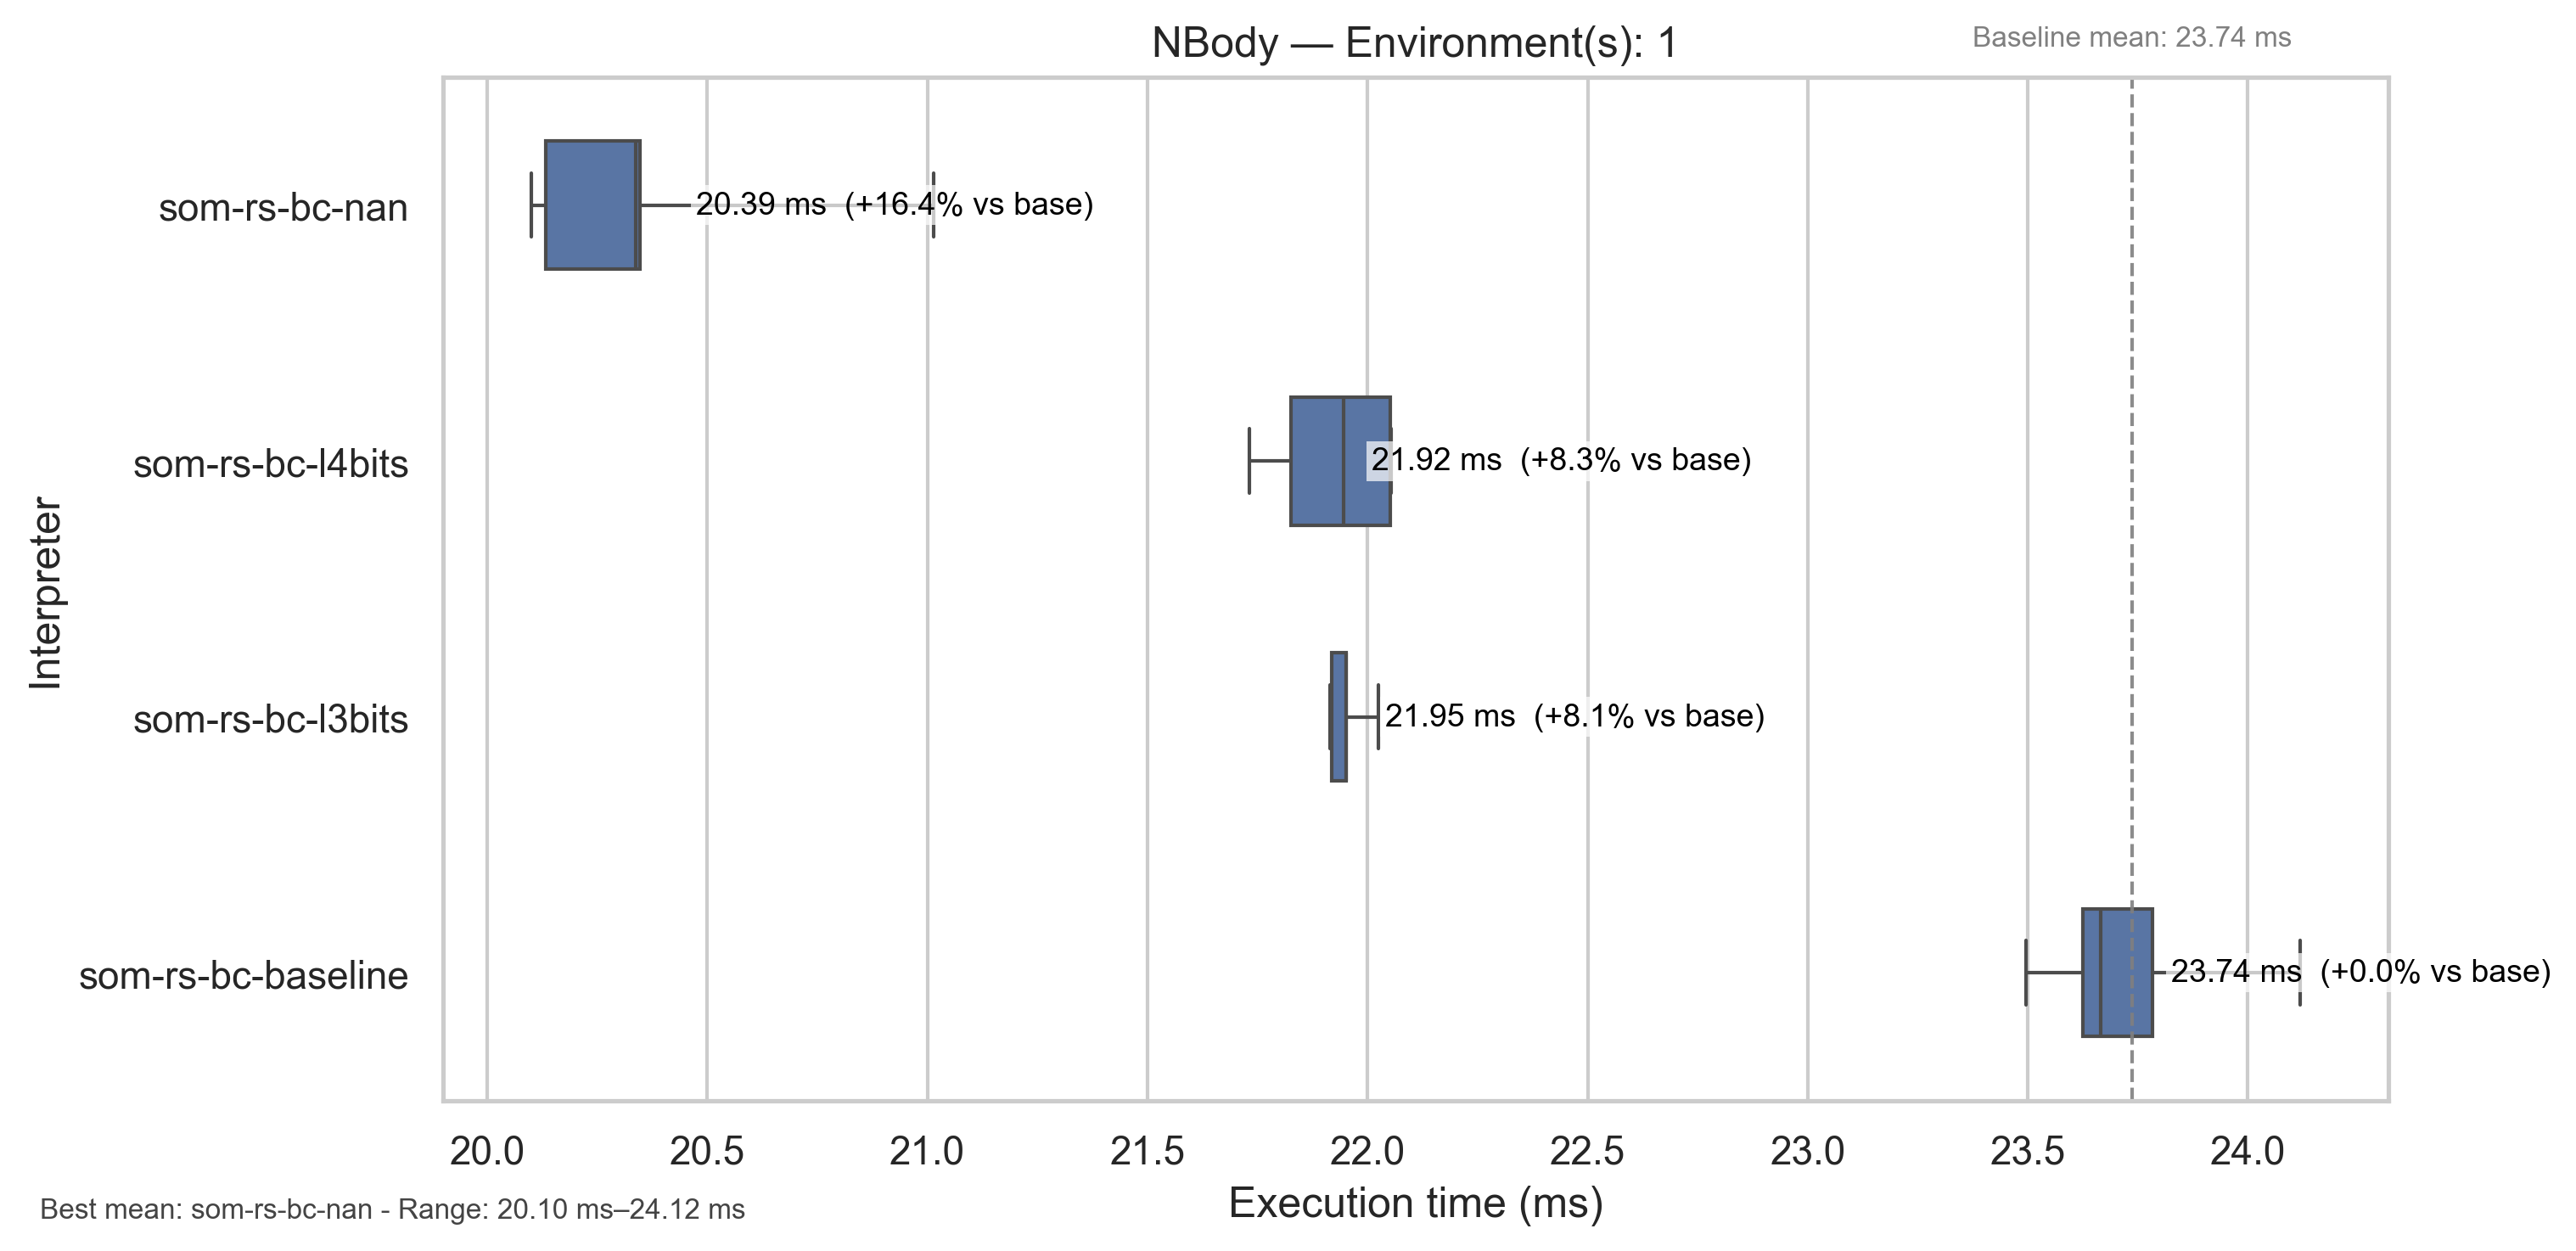 NBody — Environment(s): 1
Baseline mean: 23.74 ms
Interpreter
som-rs-bc-nan
20.39 ms (+16.4% vs base)
som-rs-bc-l4bits
21.92 ms (+8.3% vs base)
som-rs-bc-l3bits
21.95 ms (+8.1% vs base)
som-rs-bc-baseline
23.74 ms (+0.0% vs base)
20.0 20.5 21.0 21.5 22.0 22.5 23.0 23.5 24.0
Execution time (ms)
Best mean: som-rs-bc-nan - Range: 20.10 ms–24.12 ms